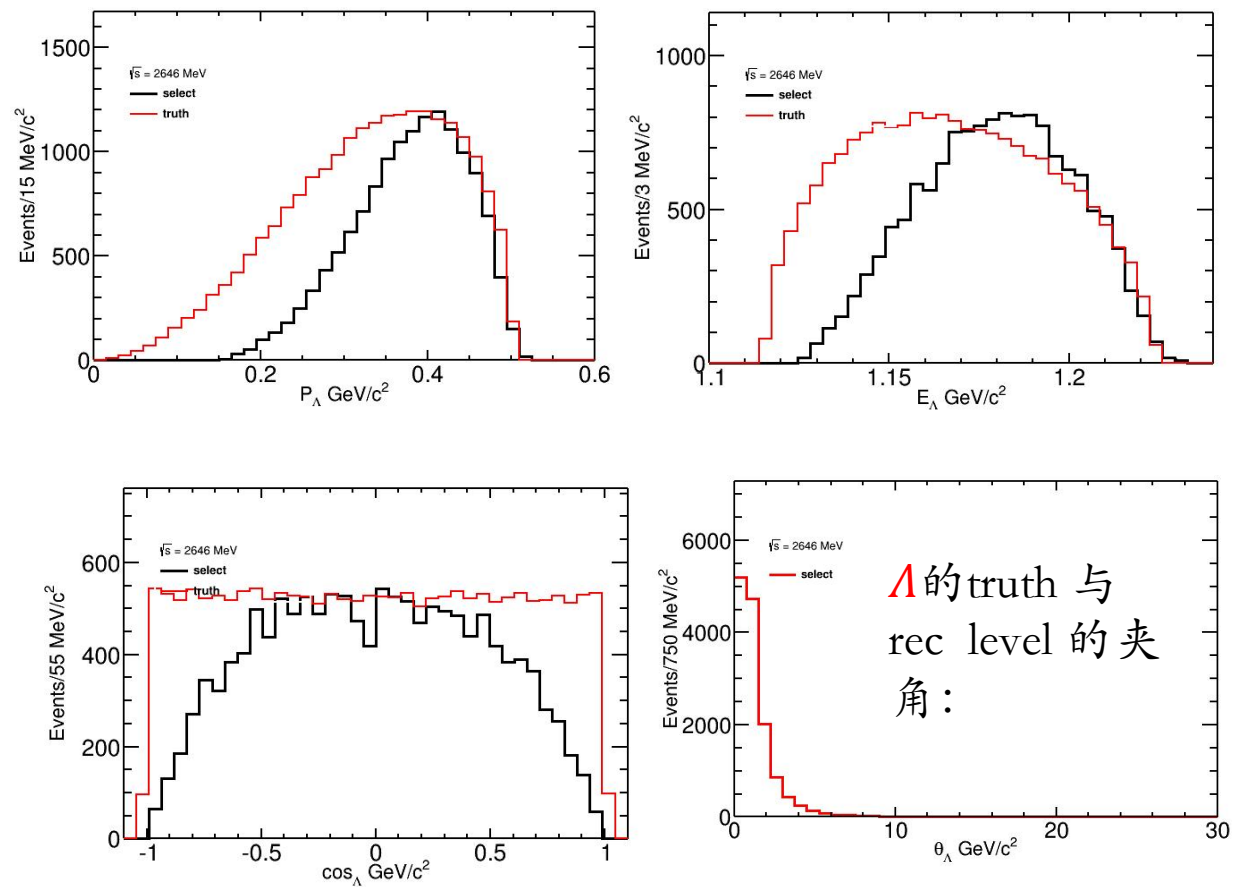 1500
1000
500
0
Events/15 MeV/c²
√s = 2646 MeV
select
truth
0
0.2
0.4
0.6
P_Λ GeV/c²
1000
500
0
Events/3 MeV/c²
√s = 2646 MeV
select
truth
1.1
1.15
1.2
E_Λ GeV/c²
600
400
200
0
Events/55 MeV/c²
√s = 2646 MeV
select
truth
-1
-0.5
0
0.5
1
cos_Λ GeV/c²
6000
4000
2000
0
Events/750 MeV/c²
√s = 2646 MeV
select
Λ的truth 与
rec level 的夹
角：
0
10
20
30
θ_Λ GeV/c²